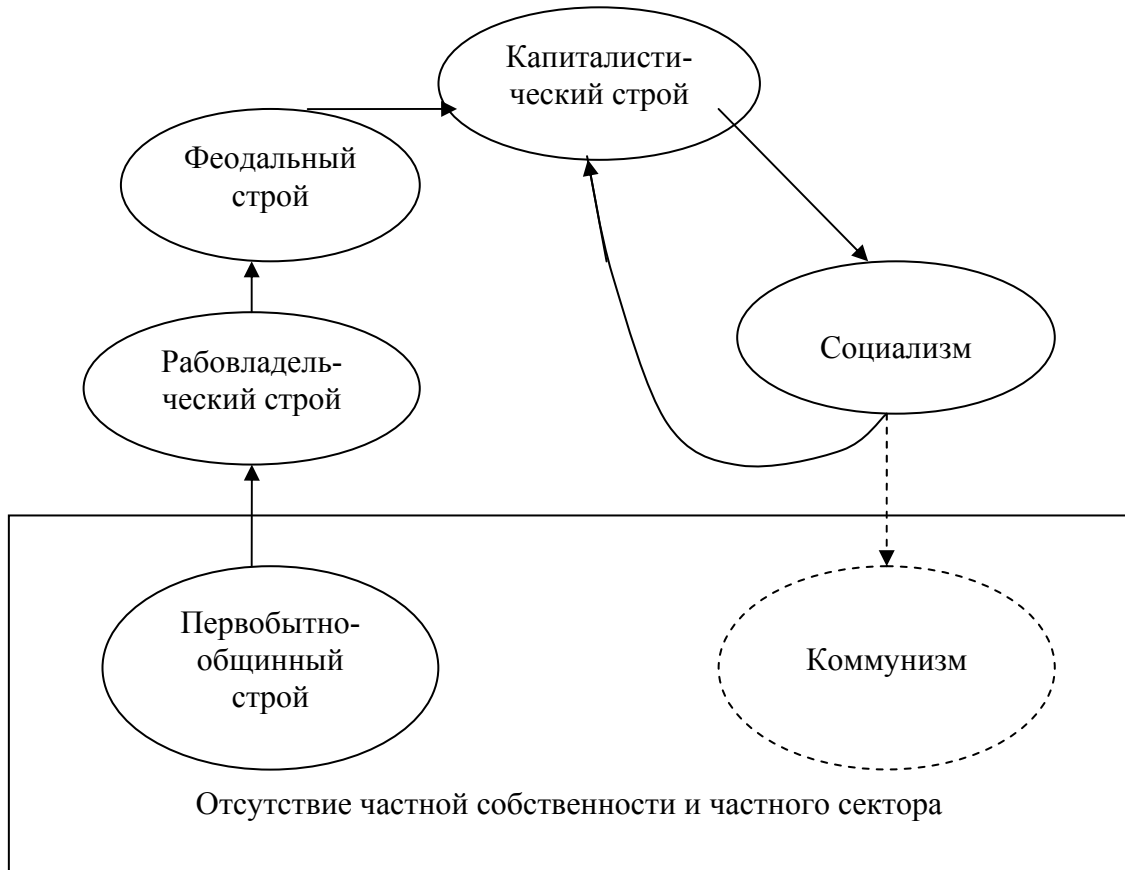 Капиталисти-
ческий строй
Феодальный
строй
Социализм
Рабовладель-
ческий строй
Первобытно-
общинный
строй
Коммунизм
Отсутствие частной собственности и частного сектора